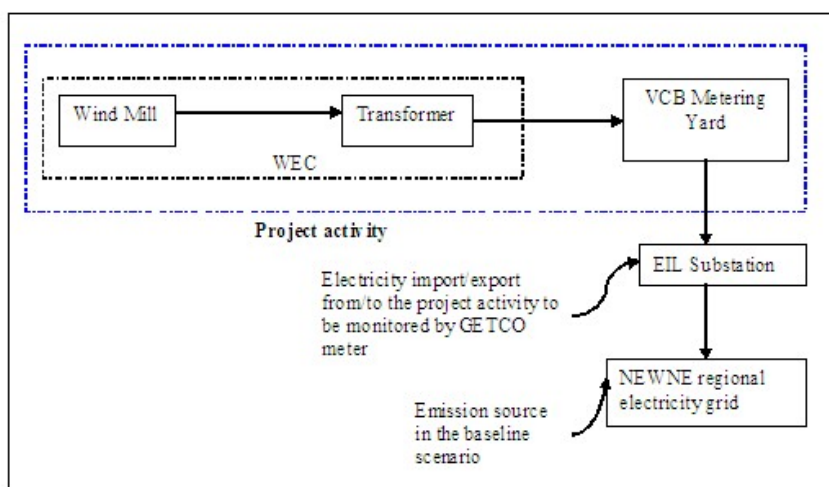 Wind Mill
Transformer
VCB Metering
Yard
WEC
Project activity
EIL Substation
Electricity import/export
from/to the project activity to
be monitored by GETCO
meter
NEWNE regional
electricity grid
Emission source
in the baseline
scenario